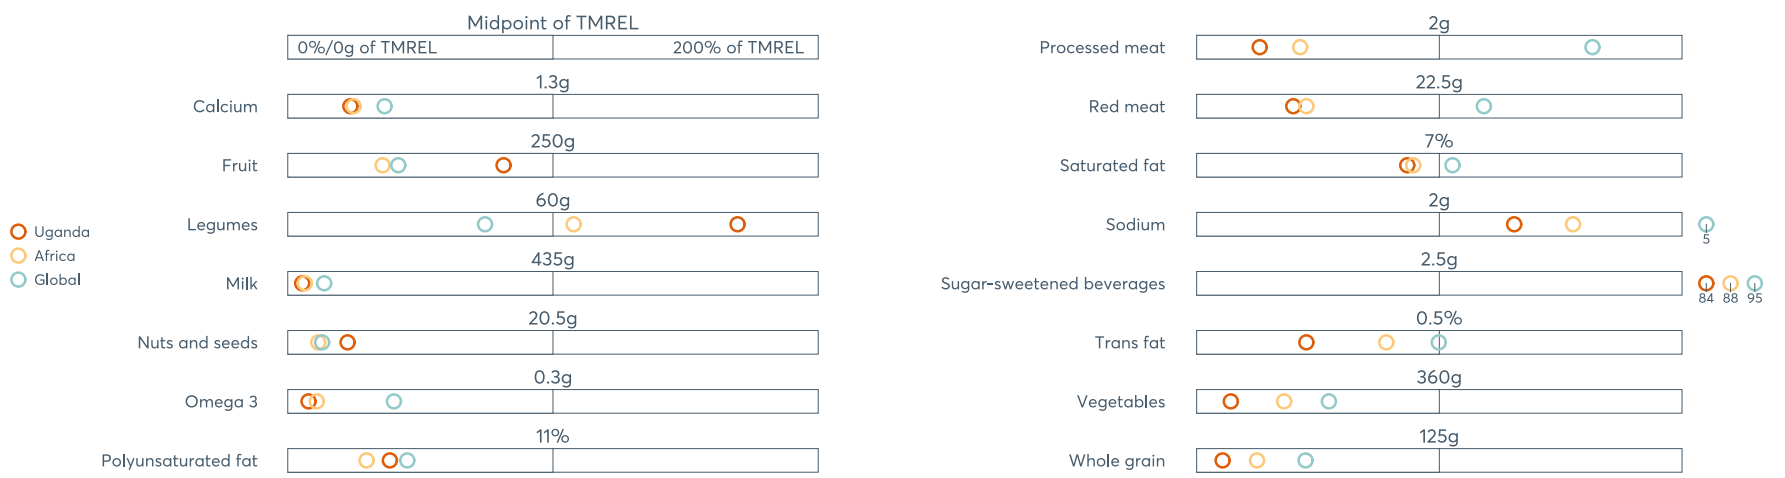 Midpoint of TMREL
0%/0g of TMREL 200% of TMREL
1.3g
Calcium
250g
Fruit
60g
Legumes
435g
Milk
20.5g
Nuts and seeds
0.3g
Omega 3
11%
Polyunsaturated fat
Uganda
Africa
Global
2g
Processed meat
22.5g
Red meat
7%
Saturated fat
2g
Sodium
5
2.5g
Sugar-sweetened beverages
84 88 95
0.5%
Trans fat
360g
Vegetables
125g
Whole grain